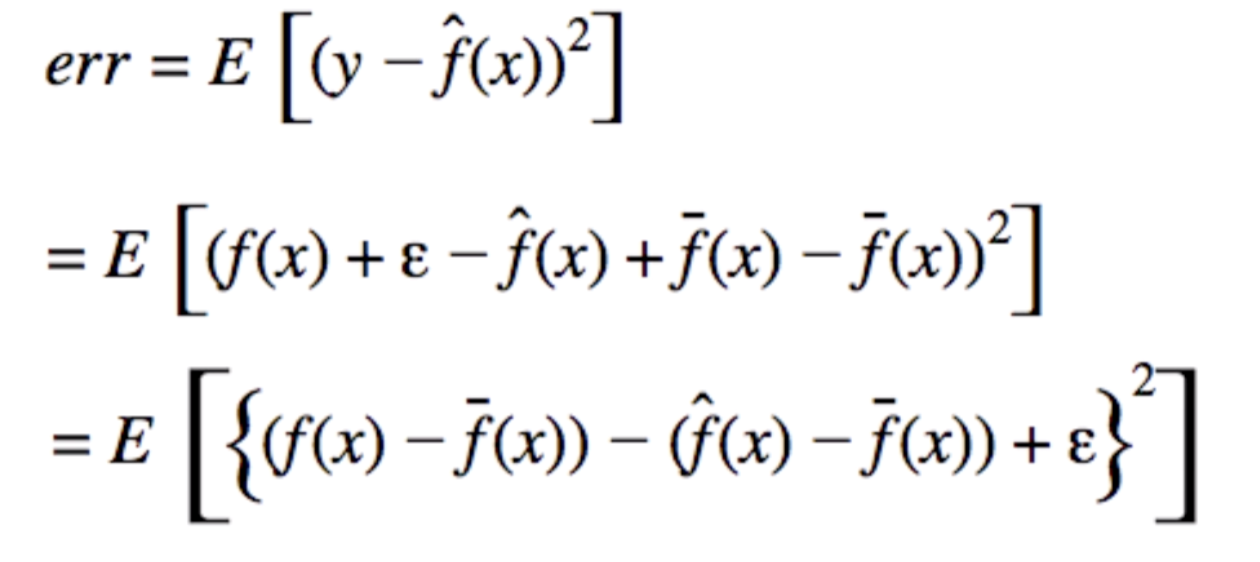 err = E [(y − f̂(x))²]
= E [(f(x) + ε − f̂(x) + f̄(x) − f̄(x))²]
= E [{(f(x) − f̄(x)) − (f̂(x) − f̄(x)) + ε}²]